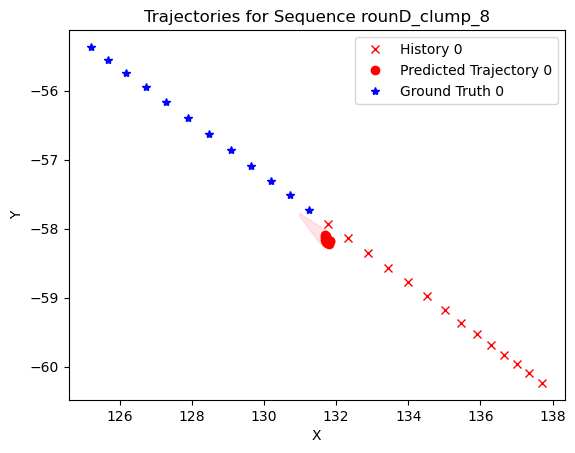 Trajectories for Sequence rounD_clump_8
History 0
Predicted Trajectory 0
Ground Truth 0
−56
−57
−58
−59
−60
Y
126 128 130 132 134 136 138
X